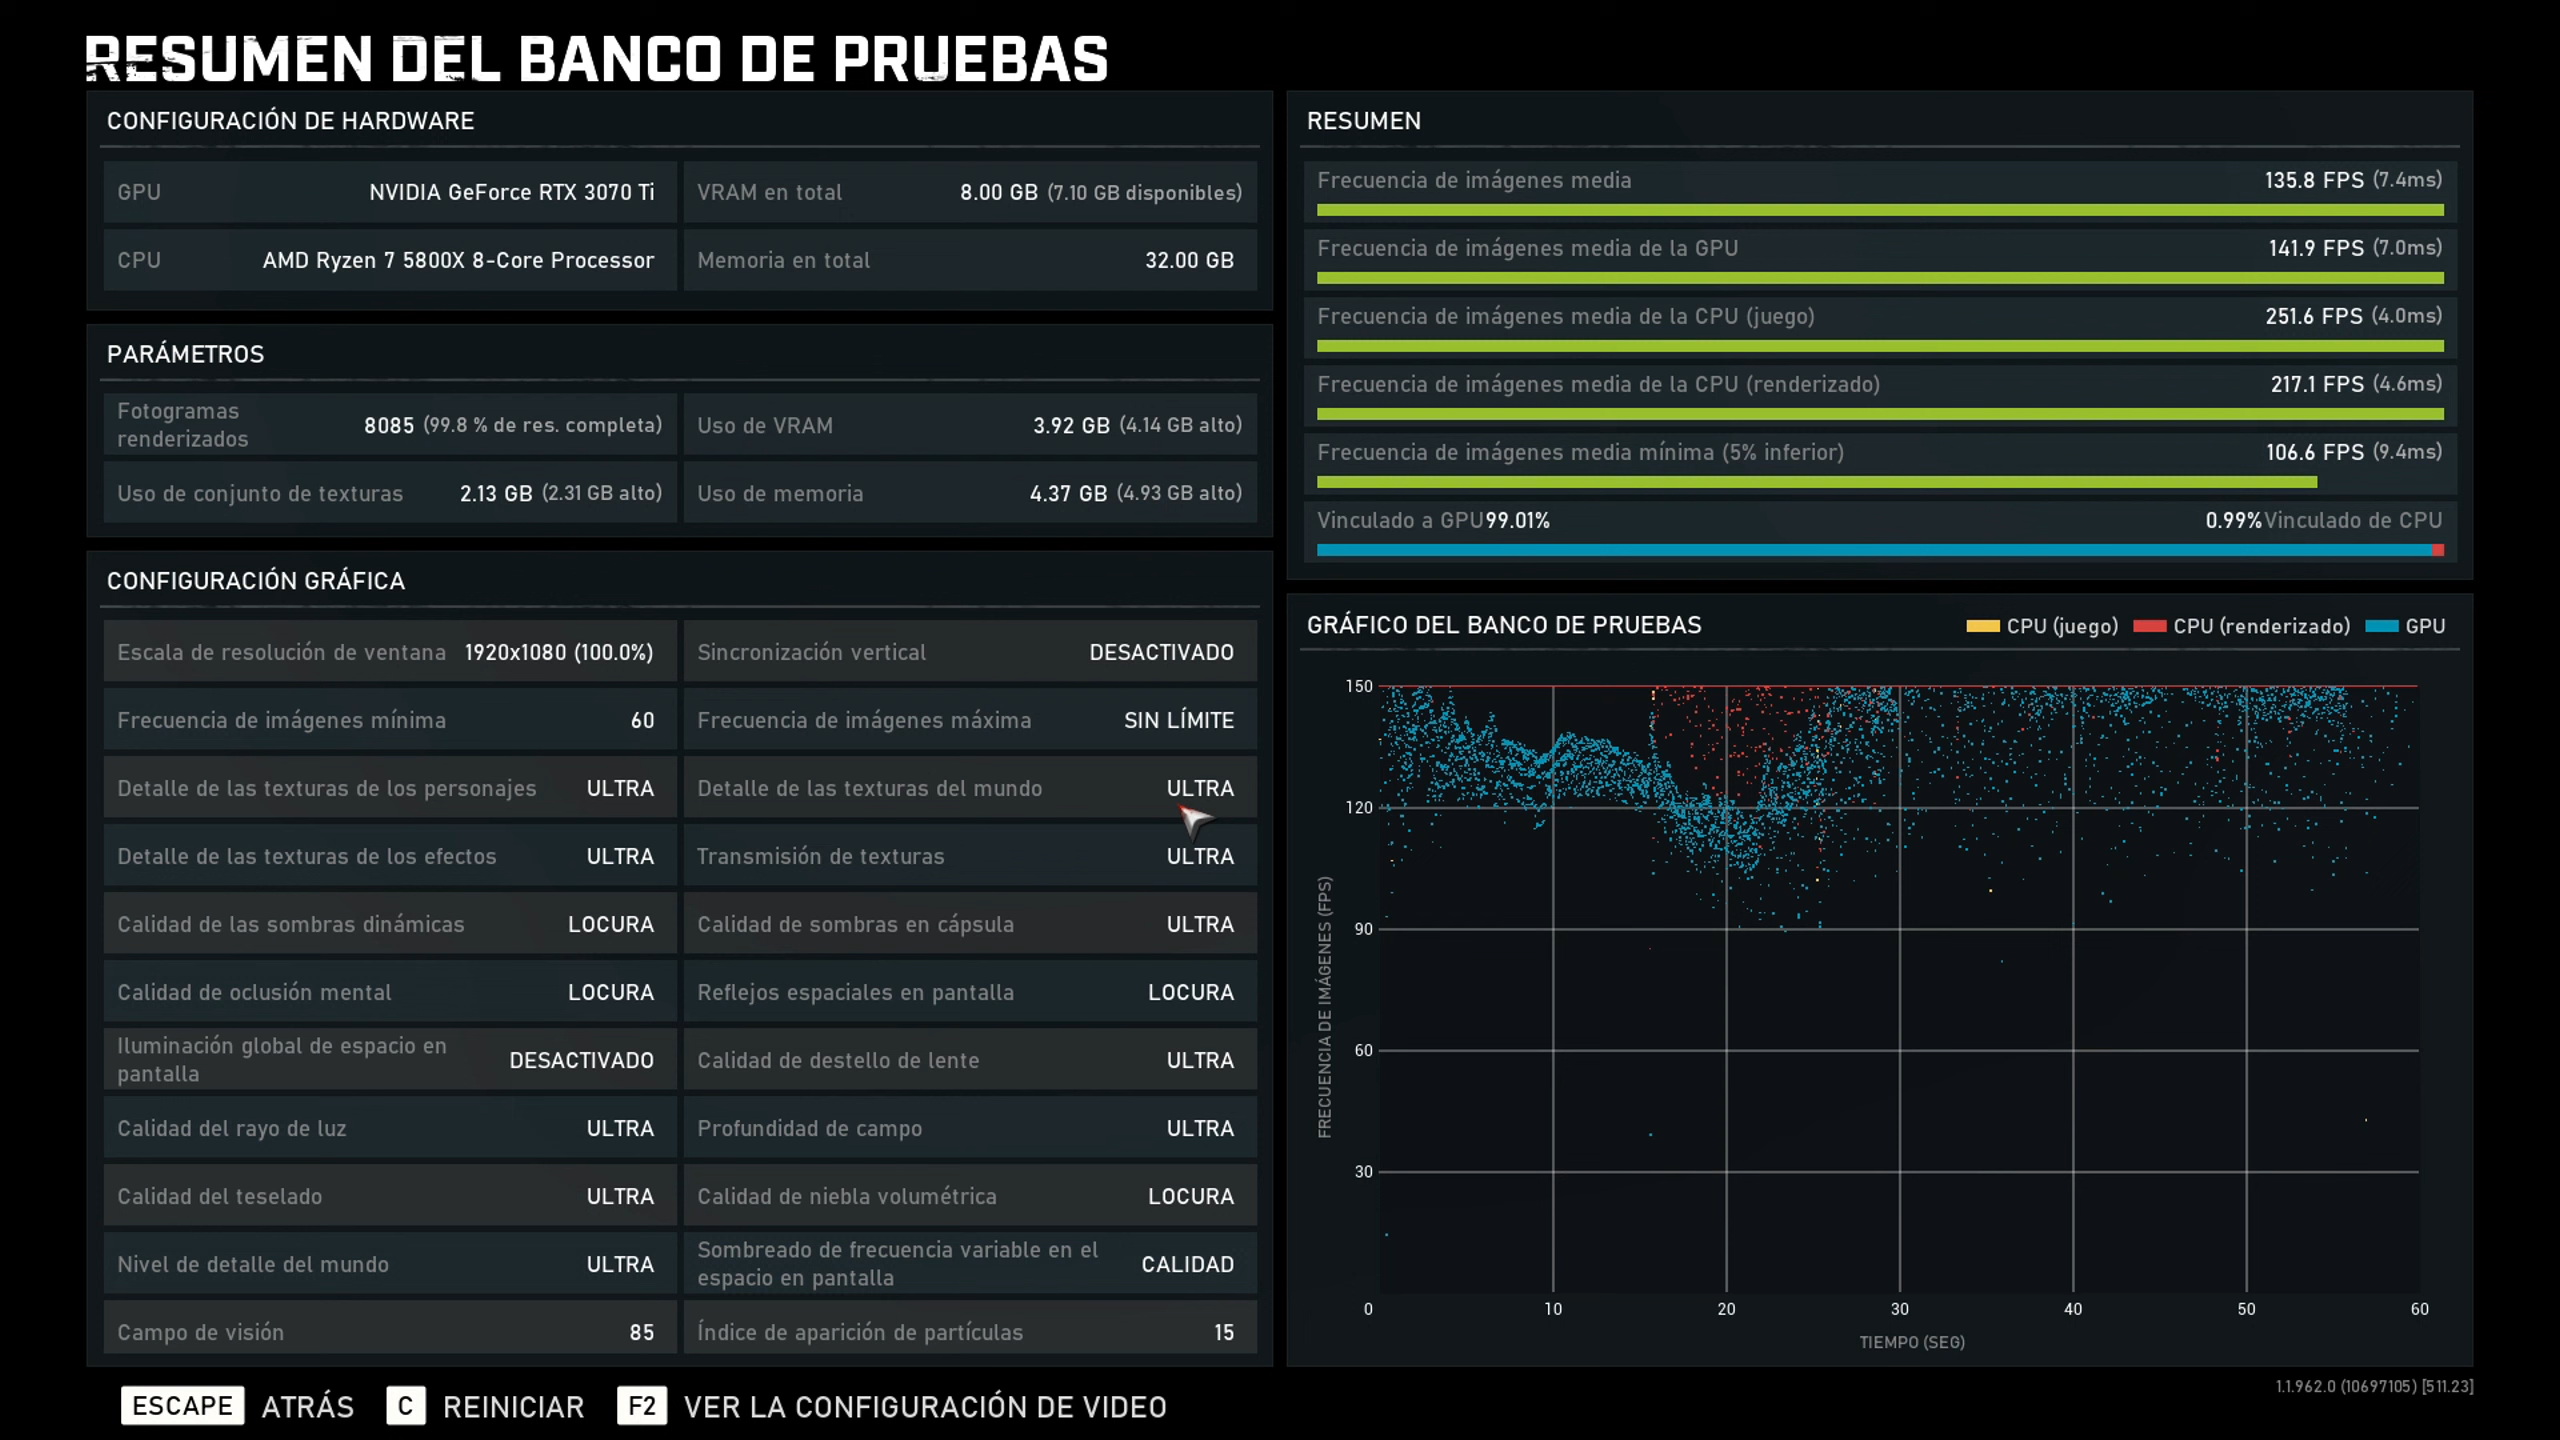 RESUMEN DEL BANCO DE PRUEBAS
CONFIGURACIÓN DE HARDWARE
GPU NVIDIA GeForce RTX 3070 Ti
VRAM en total 8.00 GB (7.10 GB disponibles)
CPU AMD Ryzen 7 5800X 8-Core Processor
Memoria en total 32.00 GB
PARÁMETROS
Fotogramas
renderizados 8085 (99.8 % de res. completa)
Uso de VRAM 3.92 GB (4.14 GB alto)
Uso de conjunto de texturas 2.13 GB (2.31 GB alto)
Uso de memoria 4.37 GB (4.93 GB alto)
CONFIGURACIÓN GRÁFICA
Escala de resolución de ventana 1920x1080 (100.0%)
Sincronización vertical DESACTIVADO
Frecuencia de imágenes mínima 60
Frecuencia de imágenes máxima SIN LÍMITE
Detalle de las texturas de los personajes ULTRA
Detalle de las texturas del mundo ULTRA
Detalle de las texturas de los efectos ULTRA
Transmisión de texturas ULTRA
Calidad de las sombras dinámicas LOCURA
Calidad de sombras en cápsula ULTRA
Calidad de oclusión mental LOCURA
Reflejos espaciales en pantalla LOCURA
Iluminación global de espacio en
pantalla DESACTIVADO
Calidad de destello de lente ULTRA
Calidad del rayo de luz ULTRA
Profundidad de campo ULTRA
Calidad del teselado ULTRA
Calidad de niebla volumétrica LOCURA
Nivel de detalle del mundo ULTRA
Sombreado de frecuencia variable en el
espacio en pantalla CALIDAD
Campo de visión 85
Índice de aparición de partículas 15
RESUMEN
Frecuencia de imágenes media 135.8 FPS (7.4ms)
Frecuencia de imágenes media de la GPU 141.9 FPS (7.0ms)
Frecuencia de imágenes media de la CPU (juego) 251.6 FPS (4.0ms)
Frecuencia de imágenes media de la CPU (renderizado) 217.1 FPS (4.6ms)
Frecuencia de imágenes media mínima (5% inferior) 106.6 FPS (9.4ms)
Vinculado a GPU99.01% 0.99%Vinculado de CPU
GRÁFICO DEL BANCO DE PRUEBAS
CPU (juego) CPU (renderizado) GPU
FRECUENCIA DE IMÁGENES (FPS)
150
120
90
60
30
0 10 20 30 40 50 60
TIEMPO (SEG)
ESCAPE ATRÁS C REINICIAR F2 VER LA CONFIGURACIÓN DE VIDEO
1.1.962.0 (10697105) [511.23]